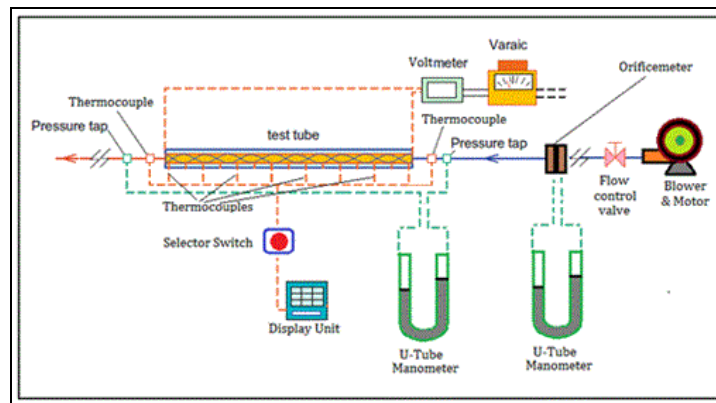 Varaic
Voltmeter
Orificemeter
Thermocouple
Thermocouple
Pressure tap
test tube
Pressure tap
Thermocouples
Flow
control
valve
Blower
& Motor
Selector Switch
Display Unit
U-Tube
Manometer
U-Tube
Manometer